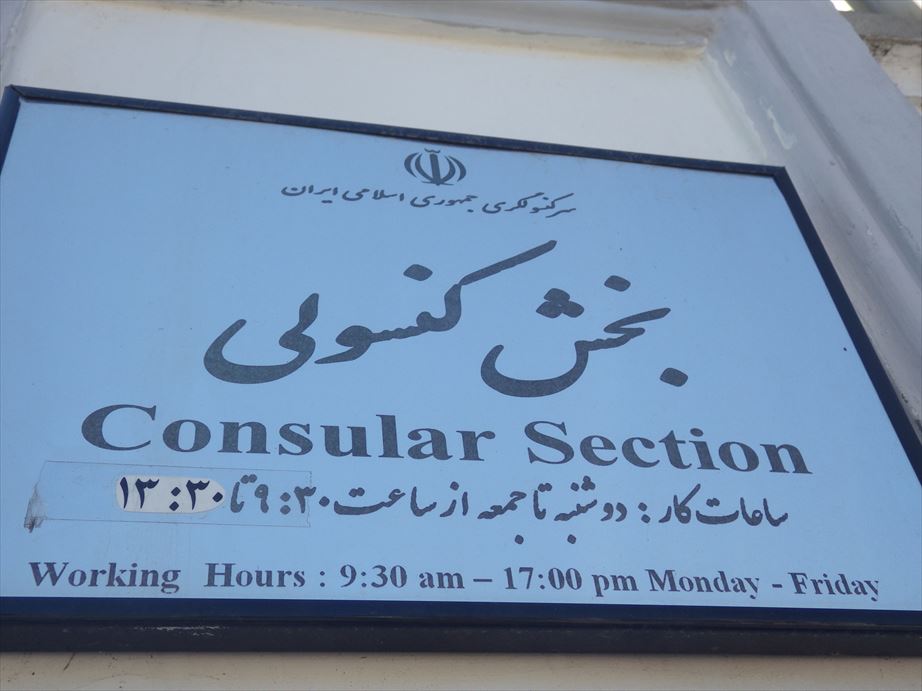 سرکنسولگری جمهوری اسلامی ایران
بخش کنسولی
Consular Section
ساعات کار : دوشنبه تا جمعه از ساعت ۹:۳۰ تا ۱۳:۳۰
Working Hours : 9:30 am – 17:00 pm Monday - Friday